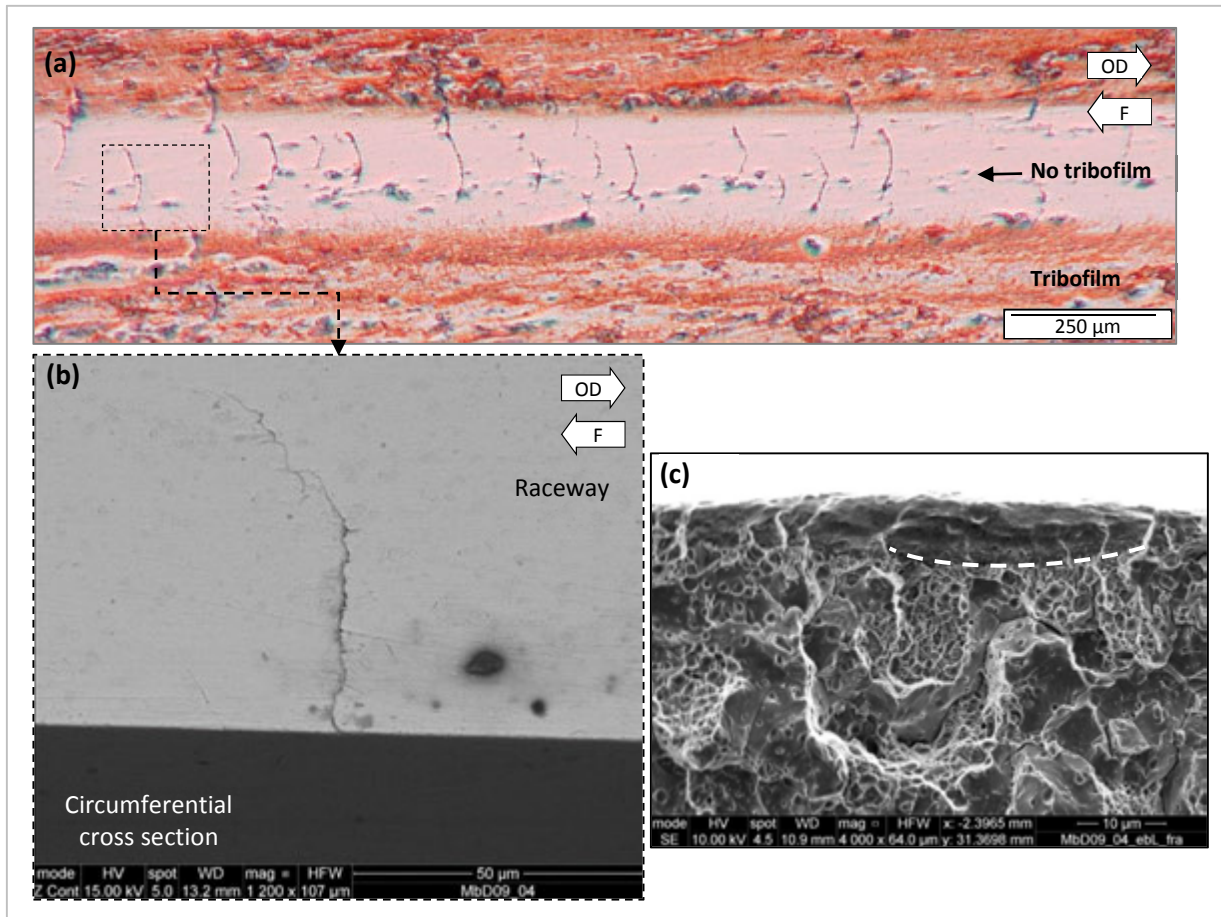 (a)
OD
F
No tribofilm
Tribofilm
250 µm
(b)
OD
F
Raceway
Circumferential
cross section
mode HV spot WD mag HFW 50 µm
Z Cont 15.00 kV 5.0 13.2 mm 1 200 x 107 µm MbD09_04
(c)
mode HV spot WD mag HFW x: -2.3965 mm 10 µm
SE 10.00 kV 4.5 10.9 mm 4 000 x 64.0 µm y: 31.3698 mm MbD09_04_ebL_fra